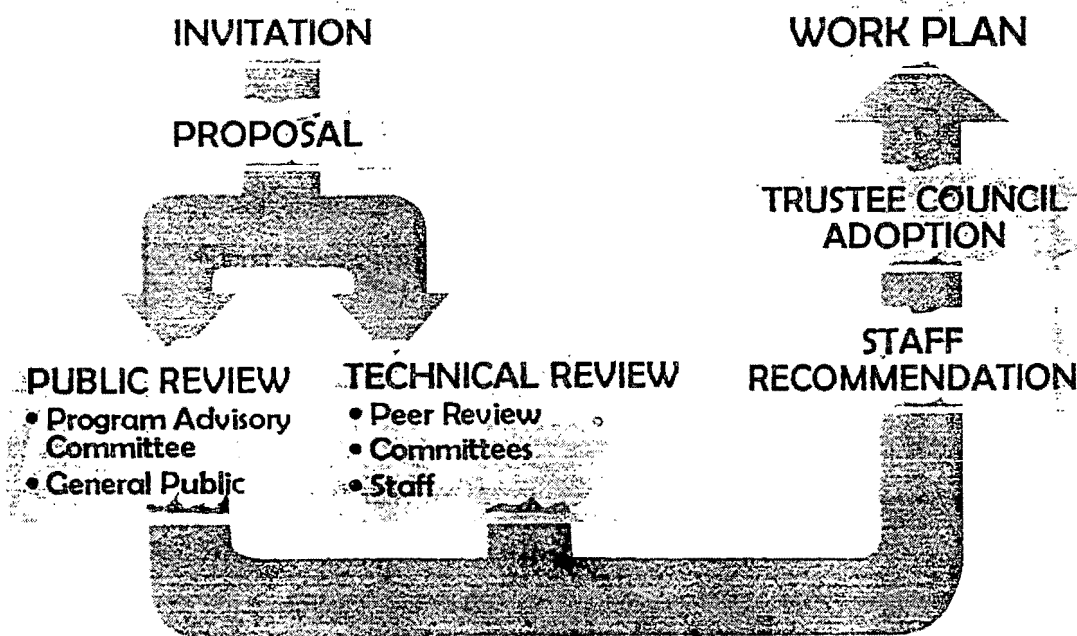 INVITATION
PROPOSAL
PUBLIC REVIEW
• Program Advisory
Committee
• General Public
TECHNICAL REVIEW
• Peer Review
• Committees
• Staff
STAFF
RECOMMENDATION
TRUSTEE COUNCIL
ADOPTION
WORK PLAN